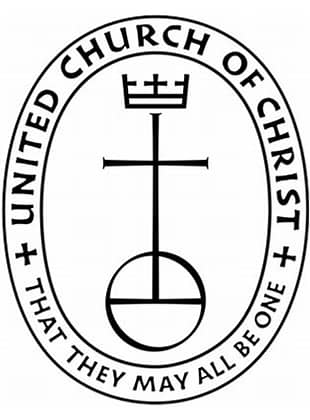 UNITED CHURCH OF CHRIST
THAT THEY MAY ALL BE ONE